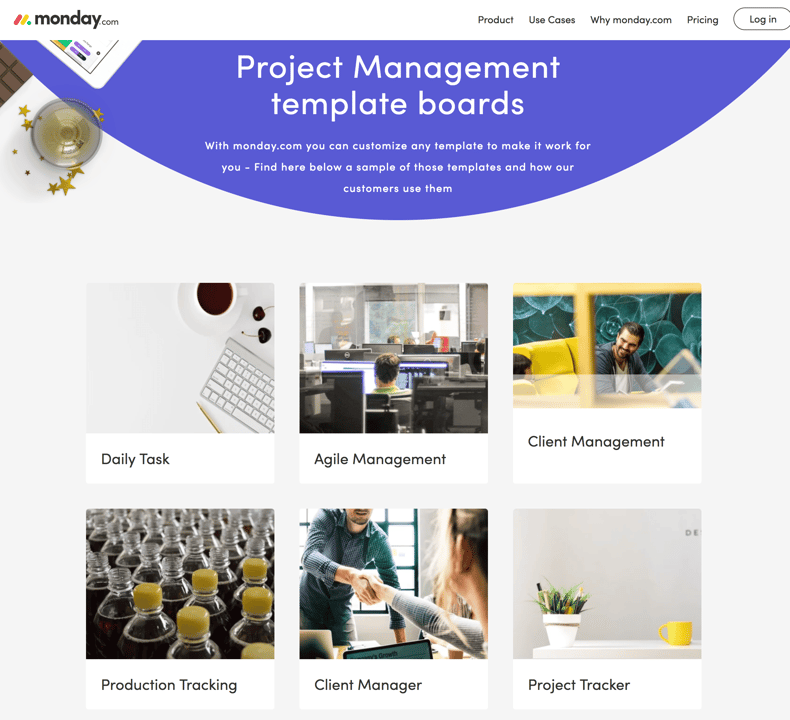 monday.com
Product Use Cases Why monday.com Pricing Log in
Project Management
template boards
With monday.com you can customize any template to make it work for
you - Find here below a sample of those templates and how our
customers use them
Daily Task
Agile Management
Client Management
DE
Production Tracking
Client Manager
Project Tracker